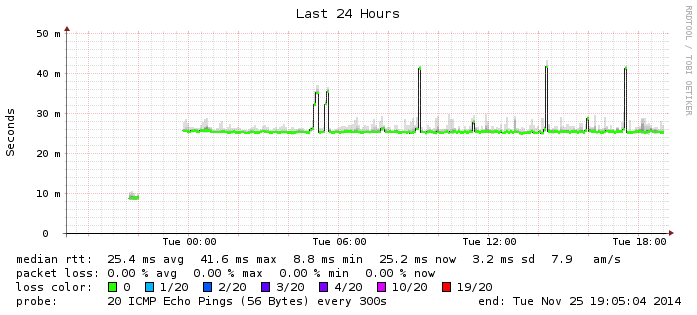 Last 24 Hours
RRDTOOL / TOBI OETIKER
Seconds
50 m
40 m
30 m
20 m
10 m
0
Tue 00:00 Tue 06:00 Tue 12:00 Tue 18:00
median rtt: 25.4 ms avg 41.6 ms max 8.8 ms min 25.2 ms now 3.2 ms sd 7.9 am/s
packet loss: 0.00 % avg 0.00 % max 0.00 % min 0.00 % now
loss color: 0 1/20 2/20 3/20 4/20 10/20 19/20
probe: 20 ICMP Echo Pings (56 Bytes) every 300s end: Tue Nov 25 19:05:04 2014